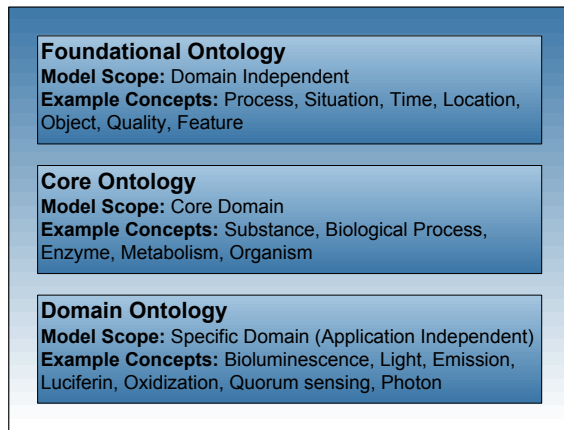 Foundational Ontology
Model Scope: Domain Independent
Example Concepts: Process, Situation, Time, Location,
Object, Quality, Feature
Core Ontology
Model Scope: Core Domain
Example Concepts: Substance, Biological Process,
Enzyme, Metabolism, Organism
Domain Ontology
Model Scope: Specific Domain (Application Independent)
Example Concepts: Bioluminescence, Light, Emission,
Luciferin, Oxidization, Quorum sensing, Photon